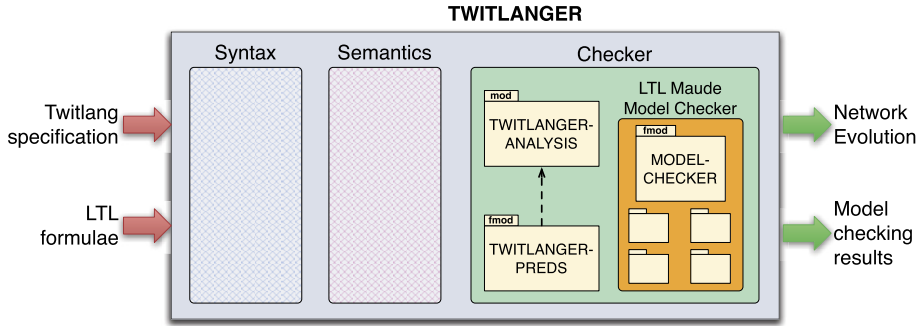 TWITLANGER
Syntax
Semantics
Checker
Twitlang
specification
LTL
formulae
mod
TWITLANGER-
ANALYSIS
fmod
TWITLANGER-
PREDS
LTL Maude
Model Checker
fmod
MODEL-
CHECKER
Network
Evolution
Model
checking
results